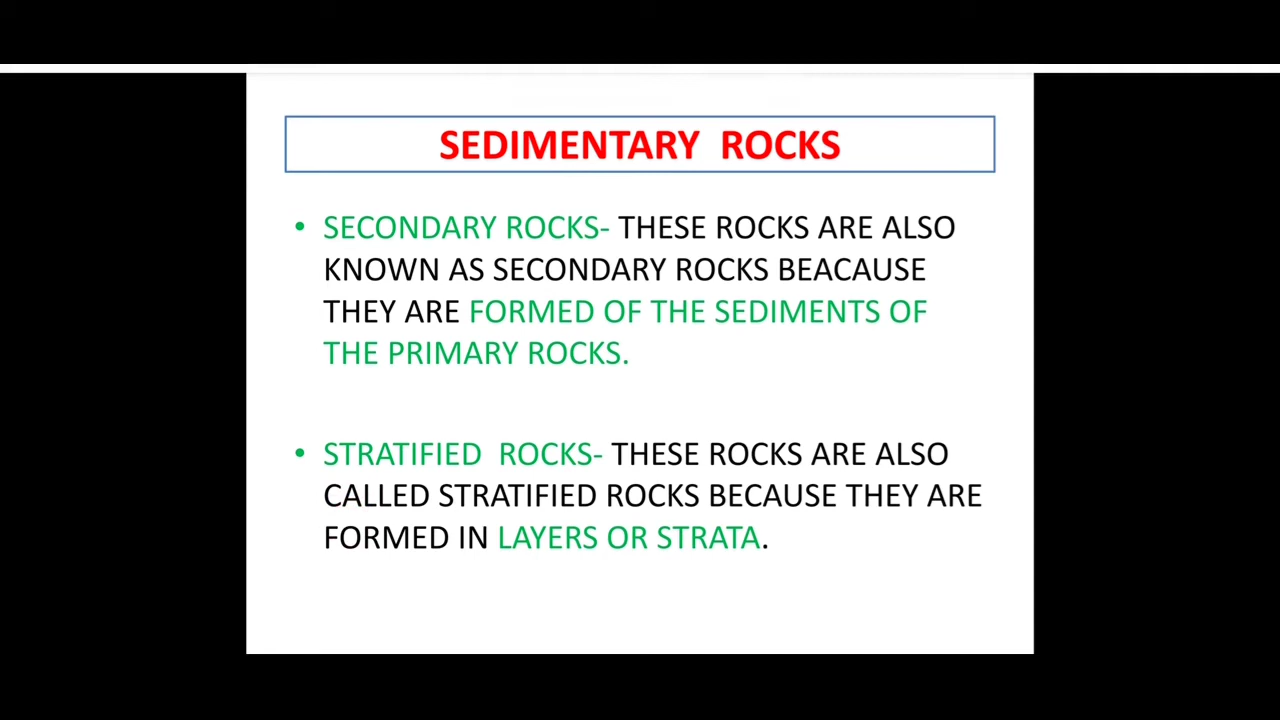 SEDIMENTARY ROCKS
• SECONDARY ROCKS- THESE ROCKS ARE ALSO
KNOWN AS SECONDARY ROCKS BEACAUSE
THEY ARE FORMED OF THE SEDIMENTS OF
THE PRIMARY ROCKS.
• STRATIFIED ROCKS- THESE ROCKS ARE ALSO
CALLED STRATIFIED ROCKS BECAUSE THEY ARE
FORMED IN LAYERS OR STRATA.